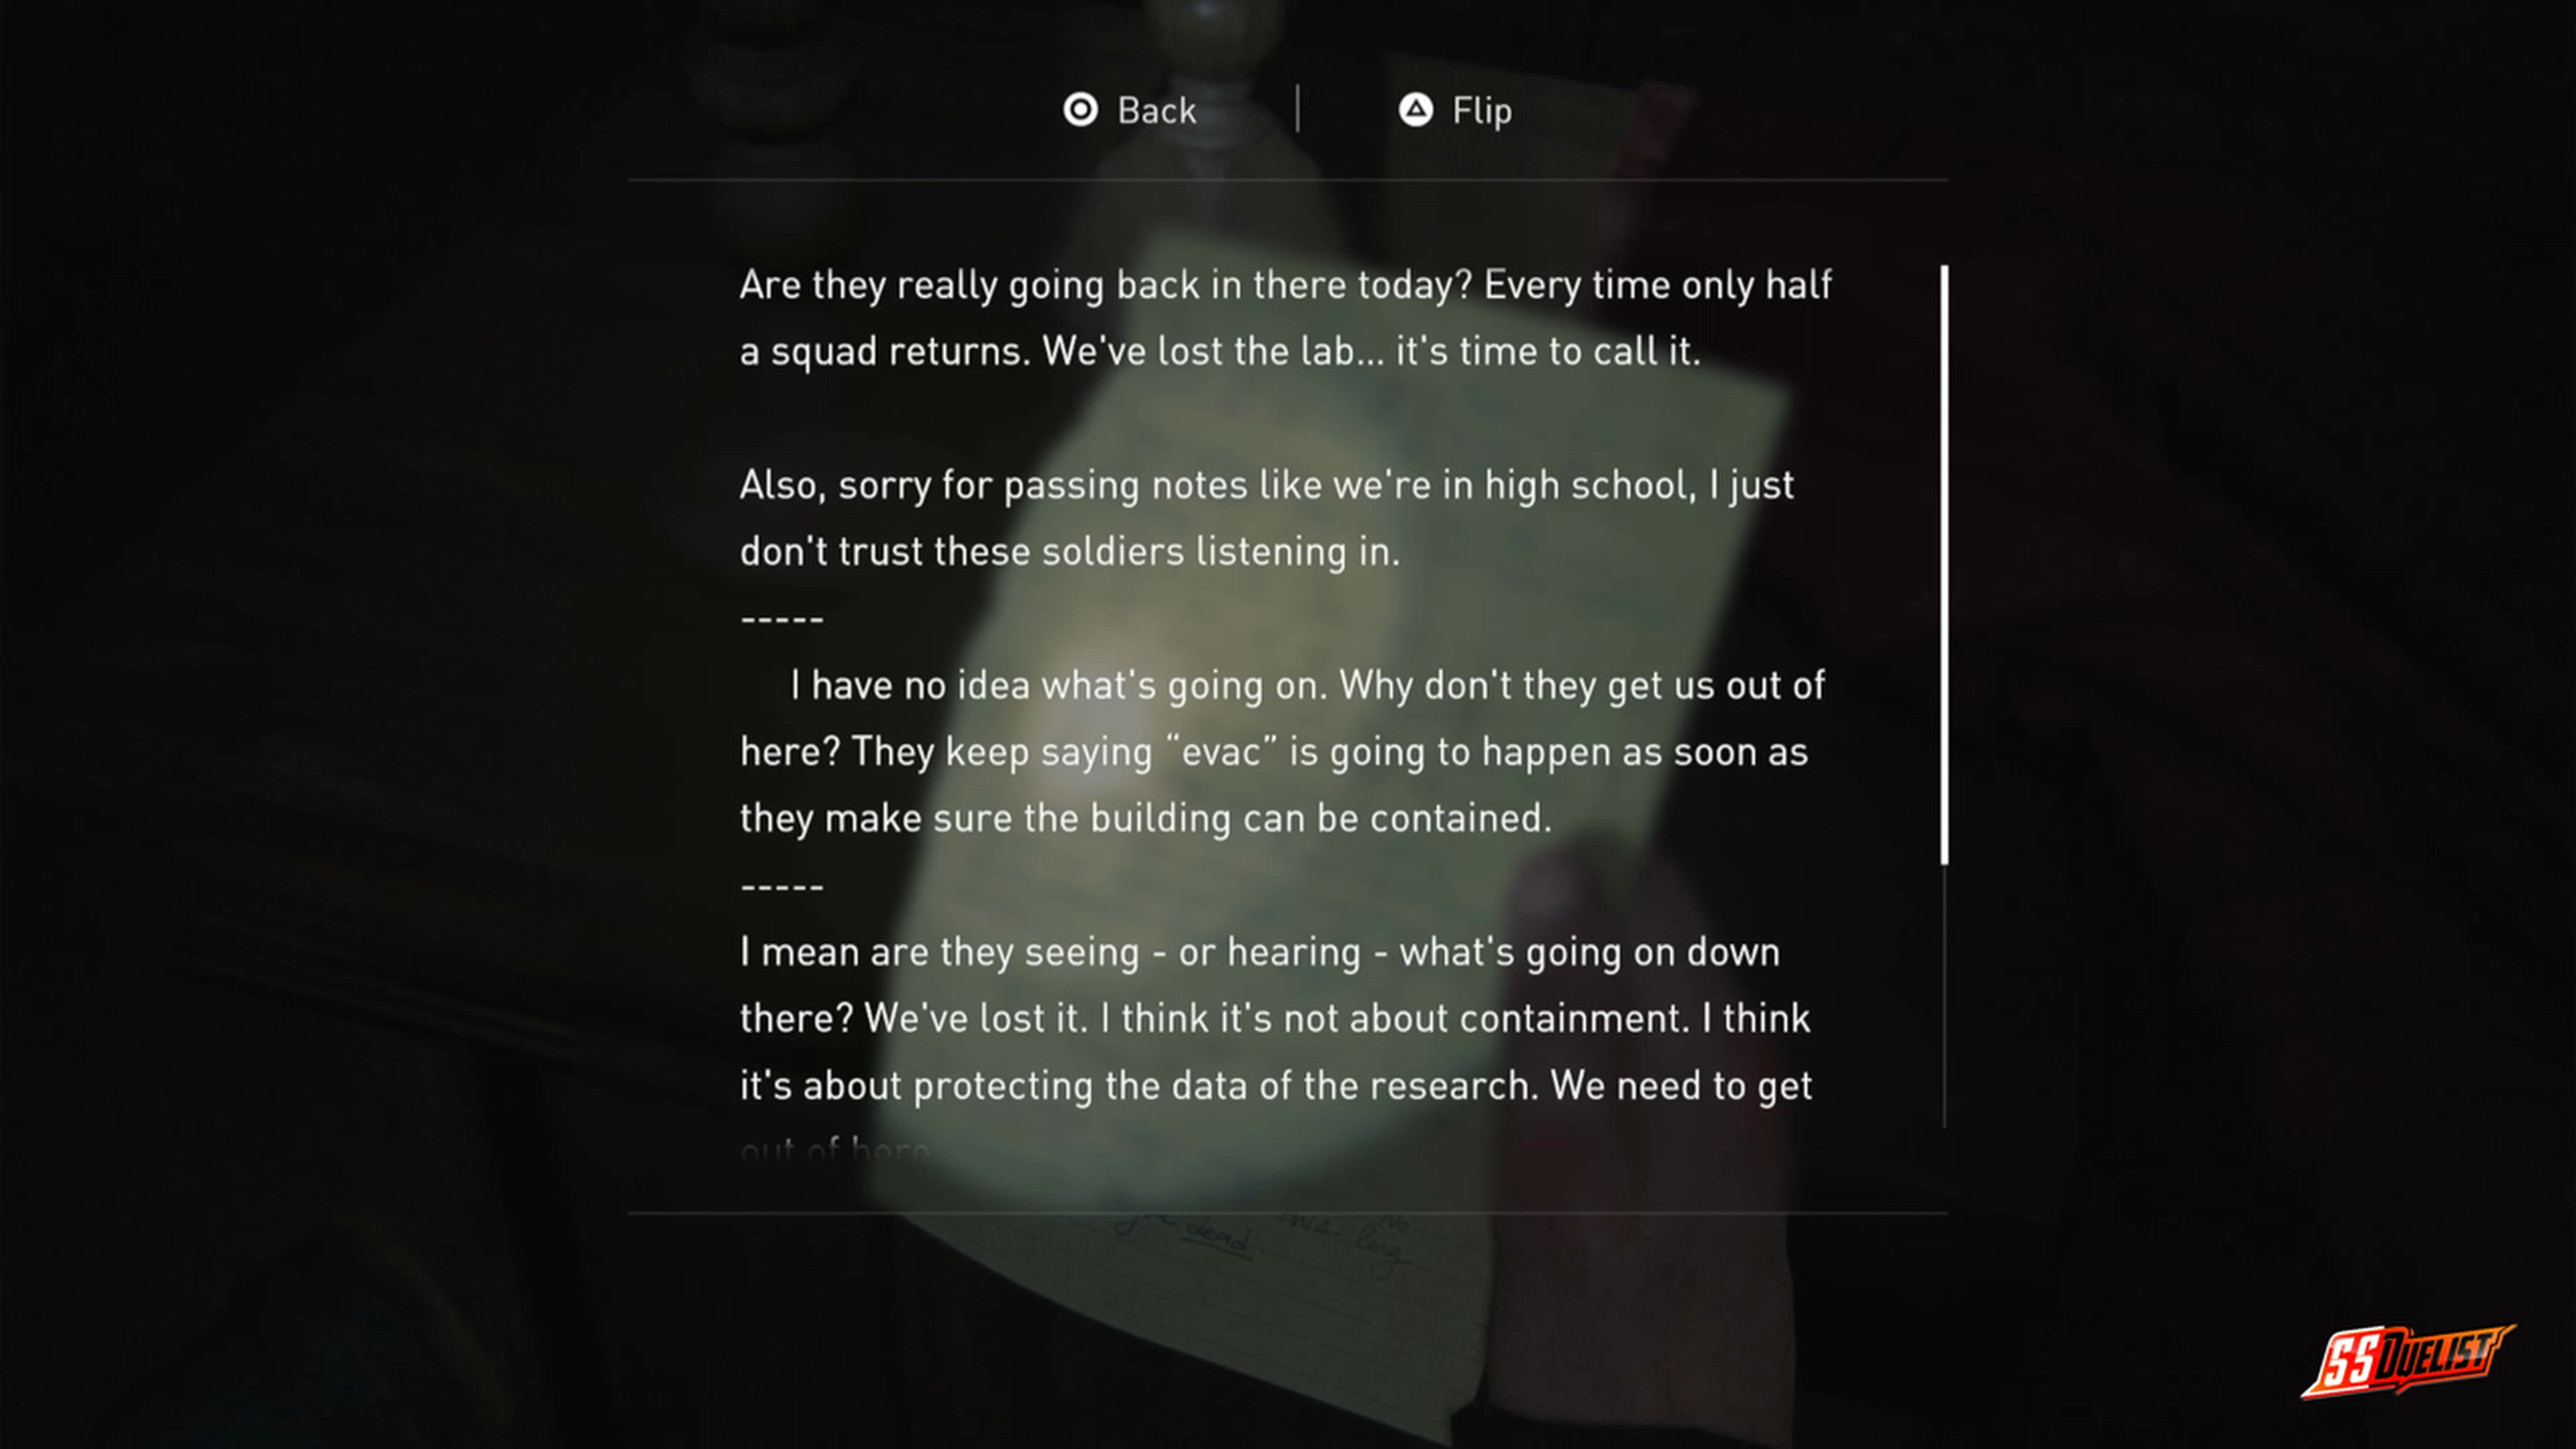 Back
Flip
Are they really going back in there today? Every time only half
a squad returns. We've lost the lab... it's time to call it.
Also, sorry for passing notes like we're in high school, I just
don't trust these soldiers listening in.
-----
I have no idea what's going on. Why don't they get us out of
here? They keep saying “evac” is going to happen as soon as
they make sure the building can be contained.
-----
I mean are they seeing - or hearing - what's going on down
there? We've lost it. I think it's not about containment. I think
it's about protecting the data of the research. We need to get
out of here
dead.
long
SSDUELIST